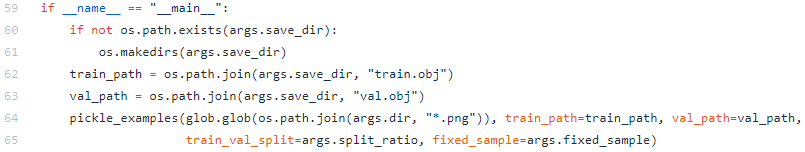 59 if __name__ == "__main__":
60 if not os.path.exists(args.save_dir):
61 os.makedirs(args.save_dir)
62 train_path = os.path.join(args.save_dir, "train.obj")
63 val_path = os.path.join(args.save_dir, "val.obj")
64 pickle_examples(glob.glob(os.path.join(args.dir, "*.png")), train_path=train_path, val_path=val_path,
65 train_val_split=args.split_ratio, fixed_sample=args.fixed_sample)